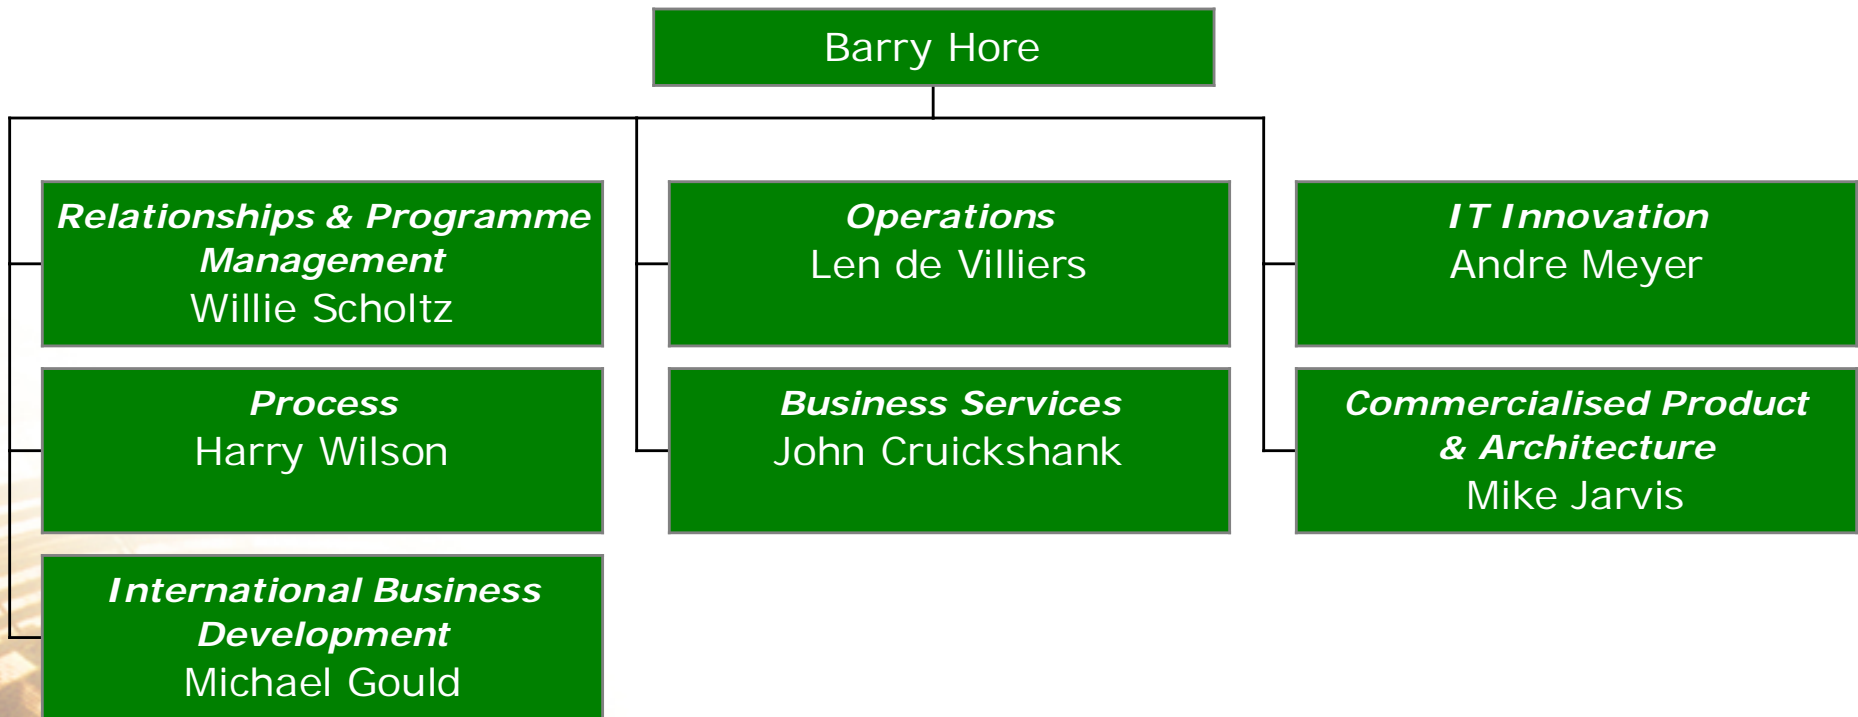 Barry Hore
Relationships & Programme
Management
Willie Scholtz
Operations
Len de Villiers
IT Innovation
Andre Meyer
Process
Harry Wilson
Business Services
John Cruickshank
Commercialised Product
& Architecture
Mike Jarvis
International Business
Development
Michael Gould